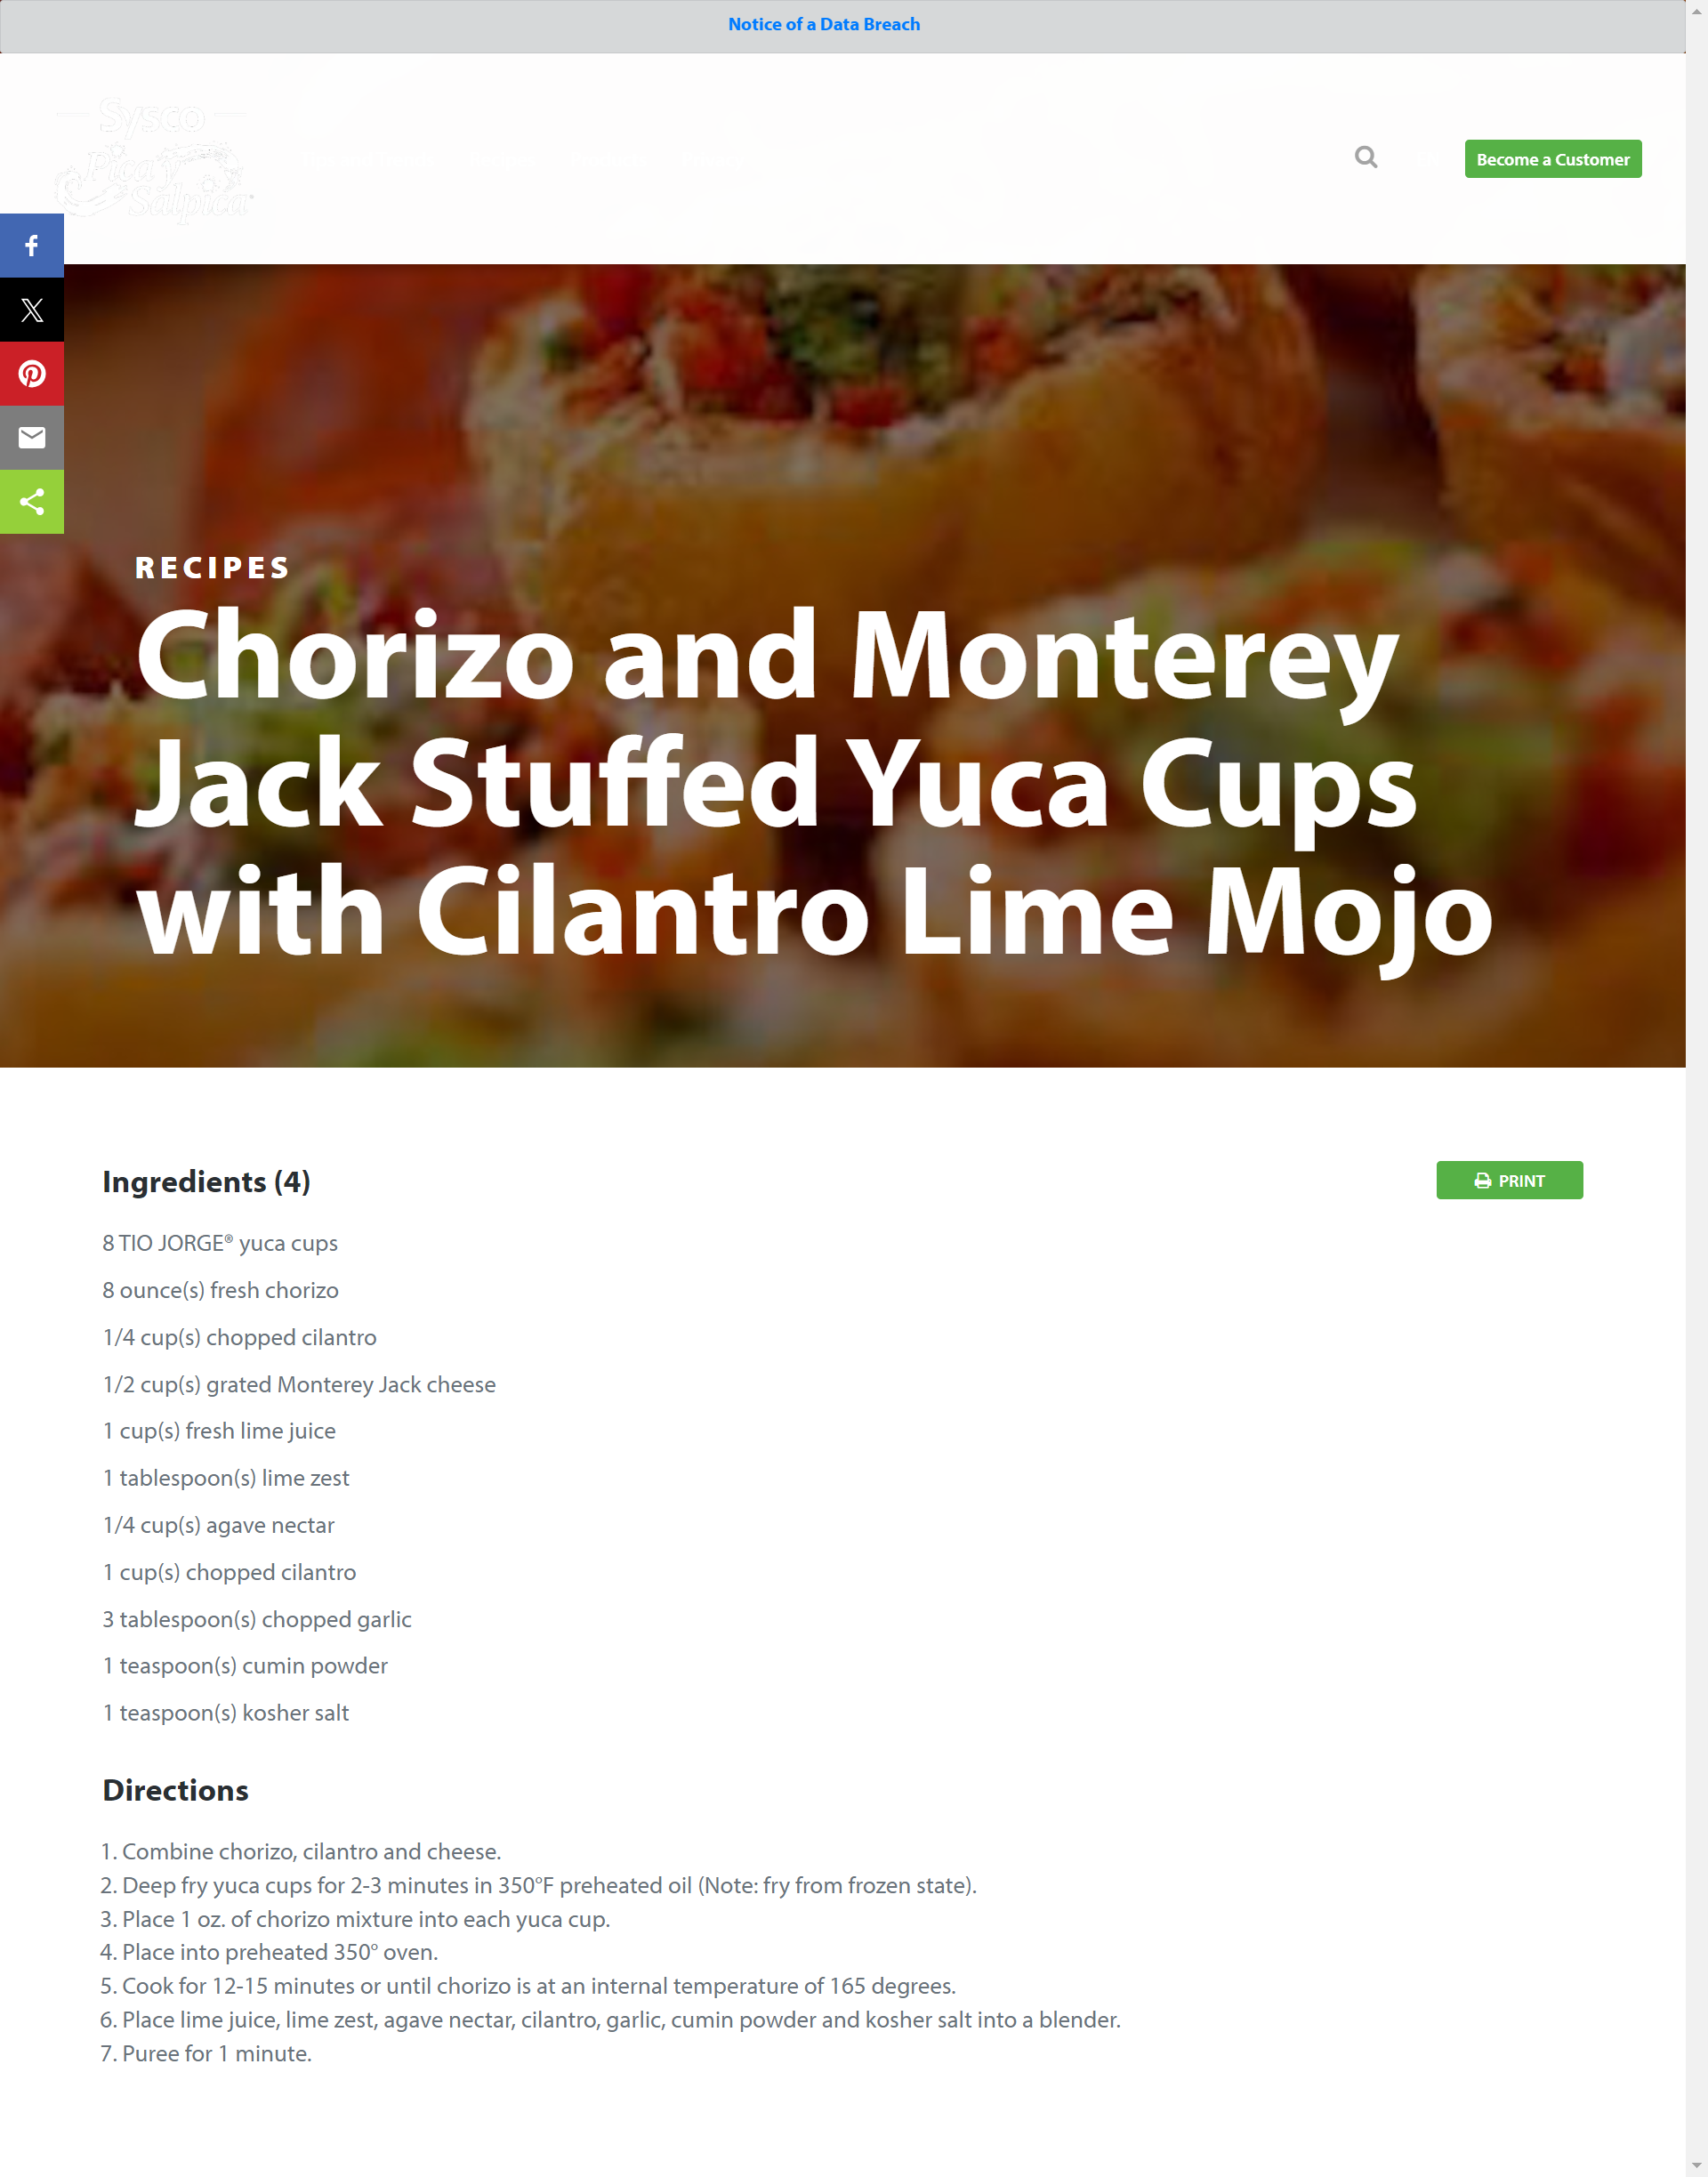 Notice of a Data Breach
Sysco
Pica y
Salpica
Become a Customer
RECIPES
Chorizo and Monterey
Jack Stuffed Yuca Cups
with Cilantro Lime Mojo
Ingredients (4)
PRINT
8 TIO JORGE® yuca cups
8 ounce(s) fresh chorizo
1/4 cup(s) chopped cilantro
1/2 cup(s) grated Monterey Jack cheese
1 cup(s) fresh lime juice
1 tablespoon(s) lime zest
1/4 cup(s) agave nectar
1 cup(s) chopped cilantro
3 tablespoon(s) chopped garlic
1 teaspoon(s) cumin powder
1 teaspoon(s) kosher salt
Directions
1. Combine chorizo, cilantro and cheese.
2. Deep fry yuca cups for 2-3 minutes in 350°F preheated oil (Note: fry from frozen state).
3. Place 1 oz. of chorizo mixture into each yuca cup.
4. Place into preheated 350° oven.
5. Cook for 12-15 minutes or until chorizo is at an internal temperature of 165 degrees.
6. Place lime juice, lime zest, agave nectar, cilantro, garlic, cumin powder and kosher salt into a blender.
7. Puree for 1 minute.